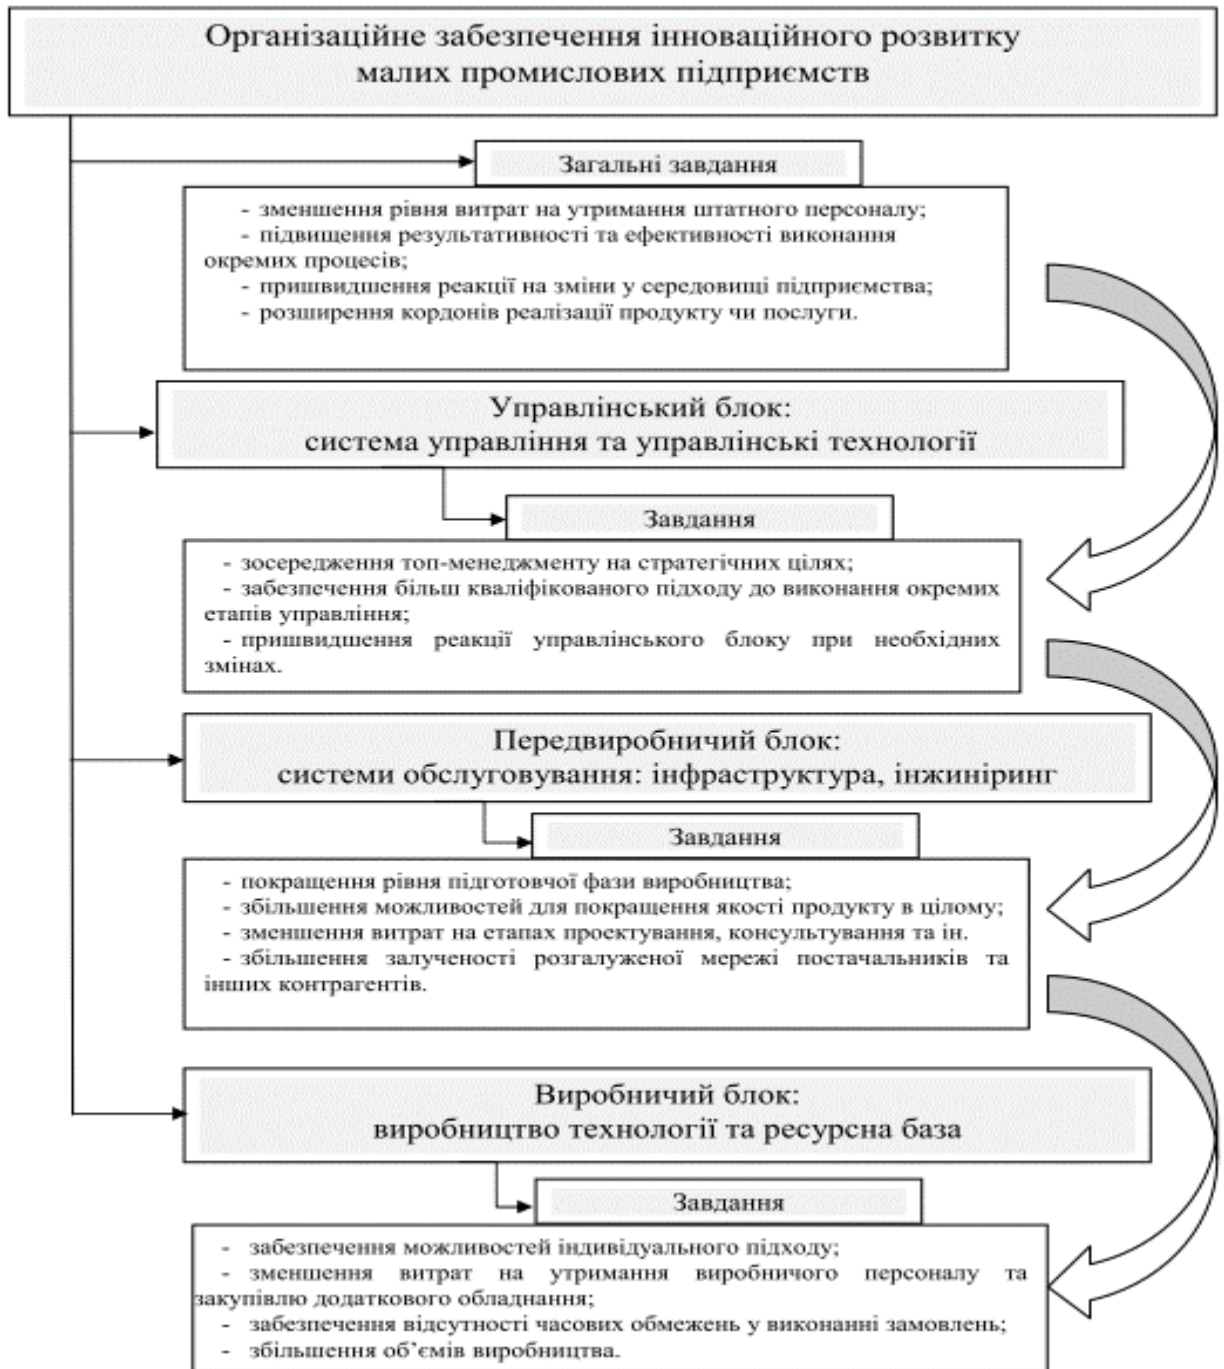 Організаційне забезпечення інноваційного розвитку
малих промислових підприємств
Загальні завдання
- зменшення рівня витрат на утримання штатного персоналу;
- підвищення результативності та ефективності виконання
окремих процесів;
- пришвидшення реакції на зміни у середовищі підприємства;
- розширення кордонів реалізації продукту чи послуги.
Управлінський блок:
система управління та управлінські технології
Завдання
- зосередження топ-менеджменту на стратегічних цілях;
- забезпечення більш кваліфікованого підходу до виконання окремих
етапів управління;
- пришвидшення реакції управлінського блоку при необхідних
змінах.
Передвиробничий блок:
системи обслуговування: інфраструктура, інжиніринг
Завдання
- покращення рівня підготовчої фази виробництва;
- збільшення можливостей для покращення якості продукту в цілому;
- зменшення витрат на етапах проектування, консультування та ін.
- збільшення залученості розгалуженої мережі постачальників та
інших контрагентів.
Виробничий блок:
виробництво технології та ресурсна база
Завдання
- забезпечення можливостей індивідуального підходу;
- зменшення витрат на утримання виробничого персоналу та
закупівлю додаткового обладнання;
- забезпечення відсутності часових обмежень у виконанні замовлень;
- збільшення об’ємів виробництва.